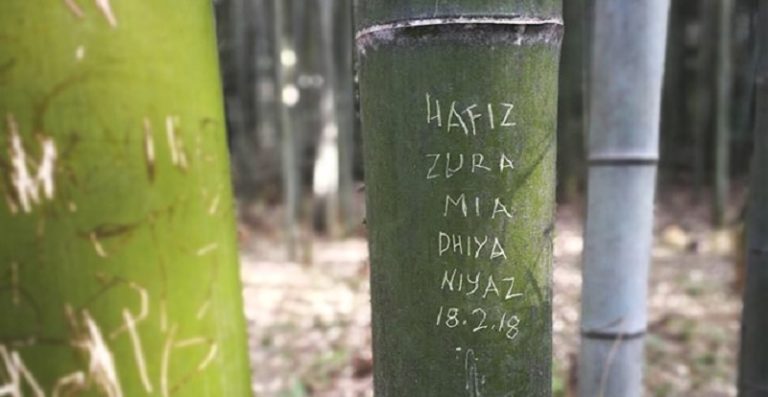 HAFIZ
ZURA
MIA
DHIYA
NIYAZ
18.2.18